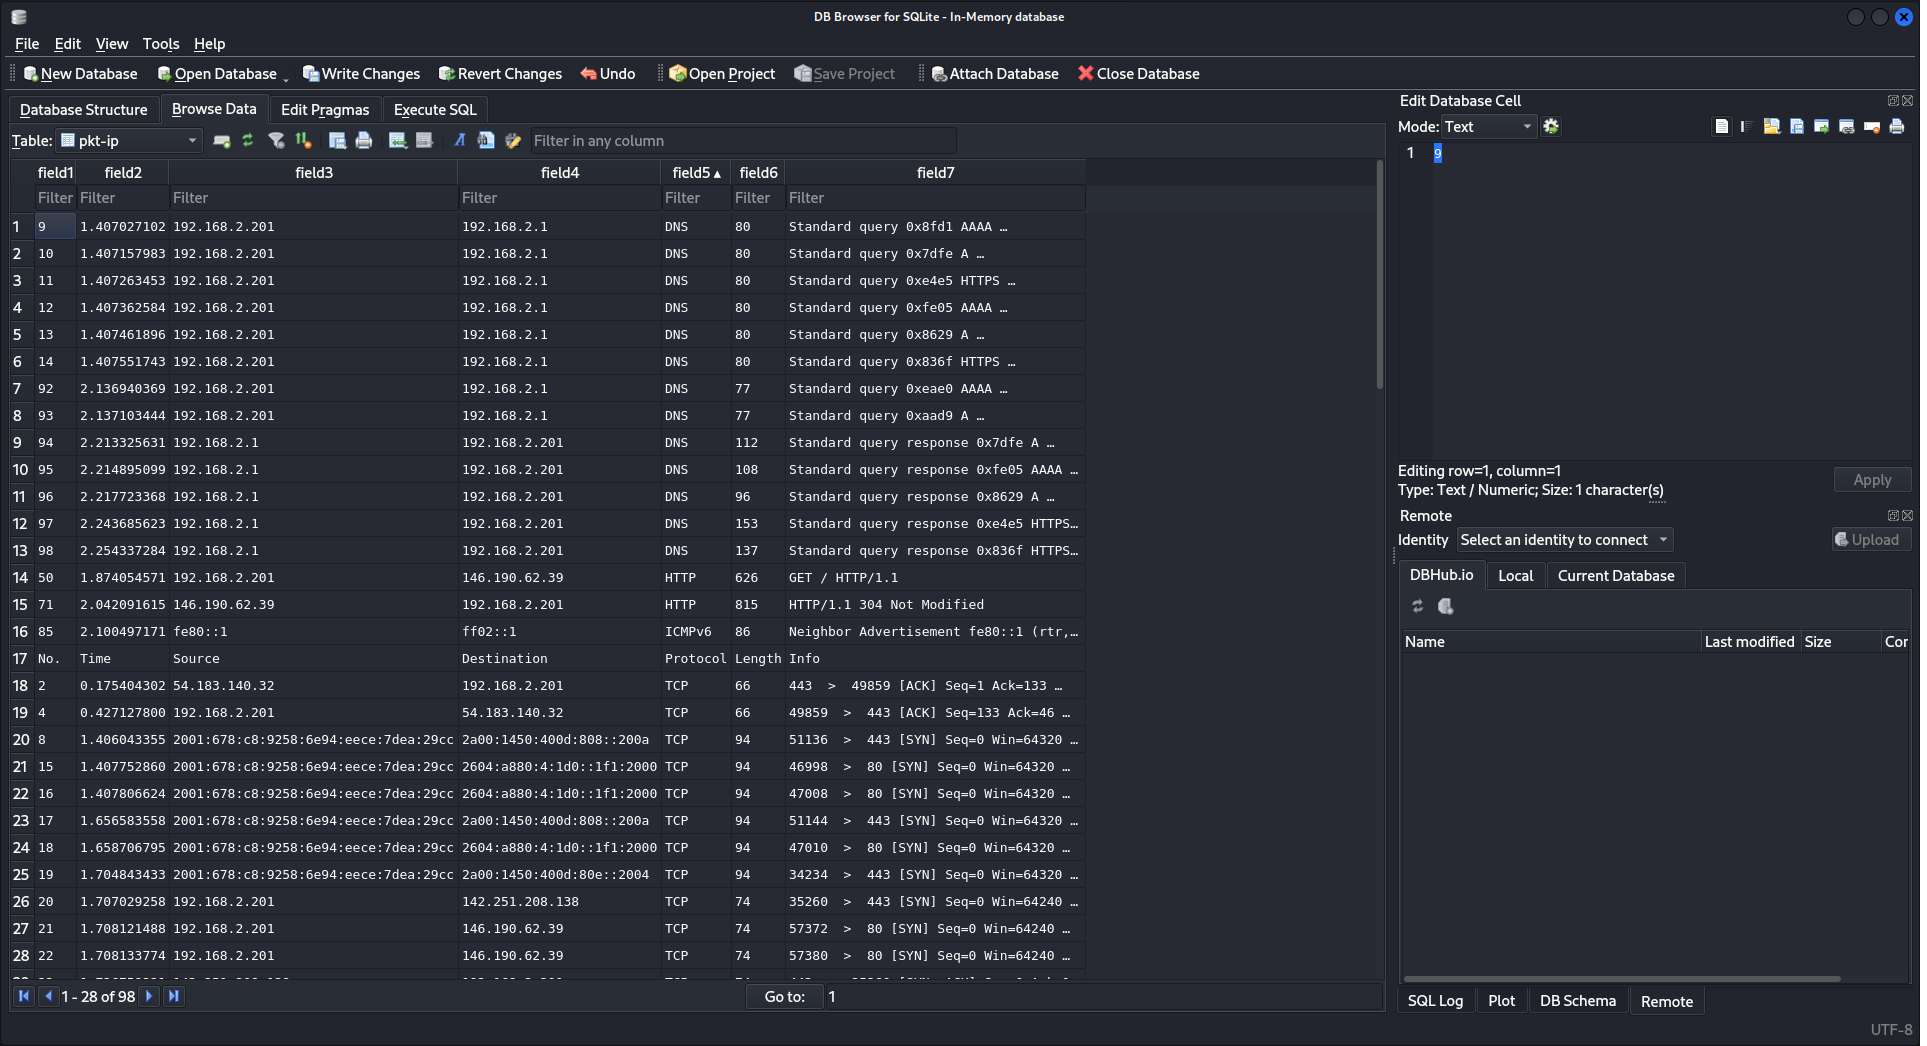 DB Browser for SQLite - In-Memory database
File Edit View Tools Help
New Database Open Database Write Changes Revert Changes Undo Open Project Save Project Attach Database Close Database
Database Structure Browse Data Edit Pragmas Execute SQL
Table: pkt-ip Filter in any column
field1 field2 field3 field4 field5 field6 field7
Filter Filter Filter Filter Filter Filter Filter
1 9 1.407027102 192.168.2.201 192.168.2.1 DNS 80 Standard query 0x8fd1 AAAA …
2 10 1.407157983 192.168.2.201 192.168.2.1 DNS 80 Standard query 0x7dfe A …
3 11 1.407263453 192.168.2.201 192.168.2.1 DNS 80 Standard query 0xe4e5 HTTPS …
4 12 1.407362584 192.168.2.201 192.168.2.1 DNS 80 Standard query 0xfe05 AAAA …
5 13 1.407461896 192.168.2.201 192.168.2.1 DNS 80 Standard query 0x8629 A …
6 14 1.407551743 192.168.2.201 192.168.2.1 DNS 80 Standard query 0x836f HTTPS …
7 92 2.136940369 192.168.2.201 192.168.2.1 DNS 77 Standard query 0xeae0 AAAA …
8 93 2.137103444 192.168.2.201 192.168.2.1 DNS 77 Standard query 0xaad9 A …
9 94 2.213325631 192.168.2.1 192.168.2.201 DNS 112 Standard query response 0x7dfe A …
10 95 2.214895099 192.168.2.1 192.168.2.201 DNS 108 Standard query response 0xfe05 AAAA …
11 96 2.217723368 192.168.2.1 192.168.2.201 DNS 96 Standard query response 0x8629 A …
12 97 2.243685623 192.168.2.1 192.168.2.201 DNS 153 Standard query response 0xe4e5 HTTPS…
13 98 2.254337284 192.168.2.1 192.168.2.201 DNS 137 Standard query response 0x836f HTTPS…
14 50 1.874054571 192.168.2.201 146.190.62.39 HTTP 626 GET / HTTP/1.1
15 71 2.042091615 146.190.62.39 192.168.2.201 HTTP 815 HTTP/1.1 304 Not Modified
16 85 2.100497171 fe80::1 ff02::1 ICMPv6 86 Neighbor Advertisement fe80::1 (rtr,…
17 No. Time Source Destination Protocol Length Info
18 2 0.175404302 54.183.140.32 192.168.2.201 TCP 66 443 > 49859 [ACK] Seq=1 Ack=133 …
19 4 0.427127800 192.168.2.201 54.183.140.32 TCP 66 49859 > 443 [ACK] Seq=133 Ack=46 …
20 8 1.406043355 2001:678:c8:9258:6e94:eece:7dea:29cc 2a00:1450:400d:808::200a TCP 94 51136 > 443 [SYN] Seq=0 Win=64320 …
21 15 1.407752860 2001:678:c8:9258:6e94:eece:7dea:29cc 2604:a880:4:1d0::1f1:2000 TCP 94 46998 > 80 [SYN] Seq=0 Win=64320 …
22 16 1.407806624 2001:678:c8:9258:6e94:eece:7dea:29cc 2604:a880:4:1d0::1f1:2000 TCP 94 47008 > 80 [SYN] Seq=0 Win=64320 …
23 17 1.656583558 2001:678:c8:9258:6e94:eece:7dea:29cc 2a00:1450:400d:808::200a TCP 94 51144 > 443 [SYN] Seq=0 Win=64320 …
24 18 1.658706795 2001:678:c8:9258:6e94:eece:7dea:29cc 2604:a880:4:1d0::1f1:2000 TCP 94 47010 > 80 [SYN] Seq=0 Win=64320 …
25 19 1.704843433 2001:678:c8:9258:6e94:eece:7dea:29cc 2a00:1450:400d:80e::2004 TCP 94 34234 > 443 [SYN] Seq=0 Win=64320 …
26 20 1.707029258 192.168.2.201 142.251.208.138 TCP 74 35260 > 443 [SYN] Seq=0 Win=64240 …
27 21 1.708121488 192.168.2.201 146.190.62.39 TCP 74 57372 > 80 [SYN] Seq=0 Win=64240 …
28 22 1.708133774 192.168.2.201 146.190.62.39 TCP 74 57380 > 80 [SYN] Seq=0 Win=64240 …
1 - 28 of 98 Go to: 1
Edit Database Cell
Mode: Text
1 9
Editing row=1, column=1
Type: Text / Numeric; Size: 1 character(s)
Apply
Remote
Identity Select an identity to connect Upload
DBHub.io Local Current Database
Name Last modified Size Cor
SQL Log Plot DB Schema Remote
UTF-8